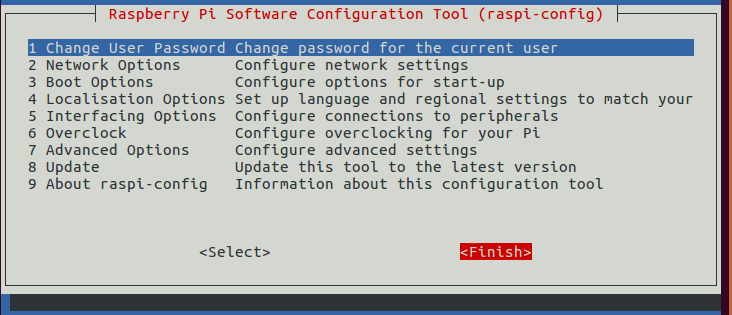 Raspberry Pi Software Configuration Tool (raspi-config)
1 Change User Password Change password for the current user
2 Network Options Configure network settings
3 Boot Options Configure options for start-up
4 Localisation Options Set up language and regional settings to match your
5 Interfacing Options Configure connections to peripherals
6 Overclock Configure overclocking for your Pi
7 Advanced Options Configure advanced settings
8 Update Update this tool to the latest version
9 About raspi-config Information about this configuration tool
<Select> <Finish>